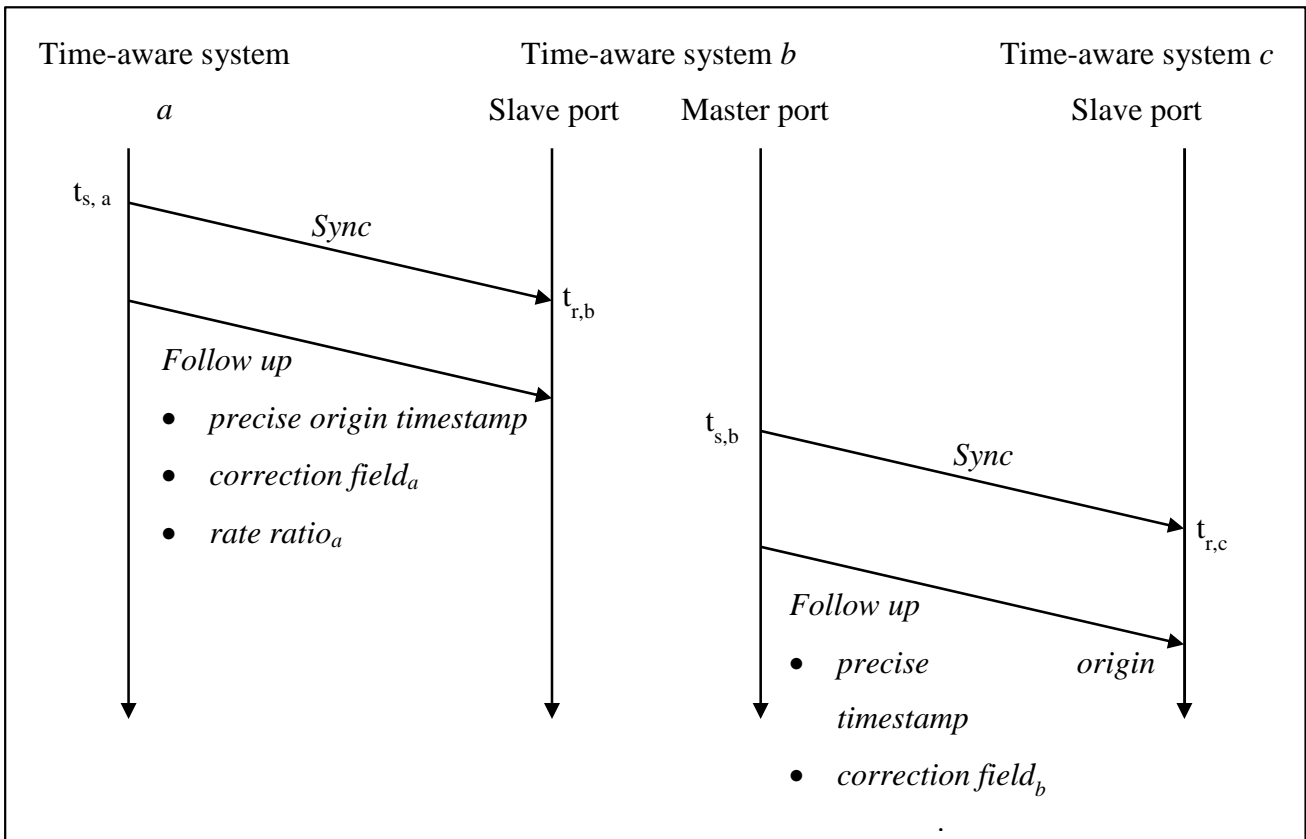 Time-aware system
a
Time-aware system b
Slave port
Master port
Time-aware system c
Slave port
ts, a
Sync
tr,b
Follow up
• precise origin timestamp
• correction fielda
• rate ratioa
ts,b
Sync
tr,c
Follow up
• precise origin
timestamp
• correction fieldb